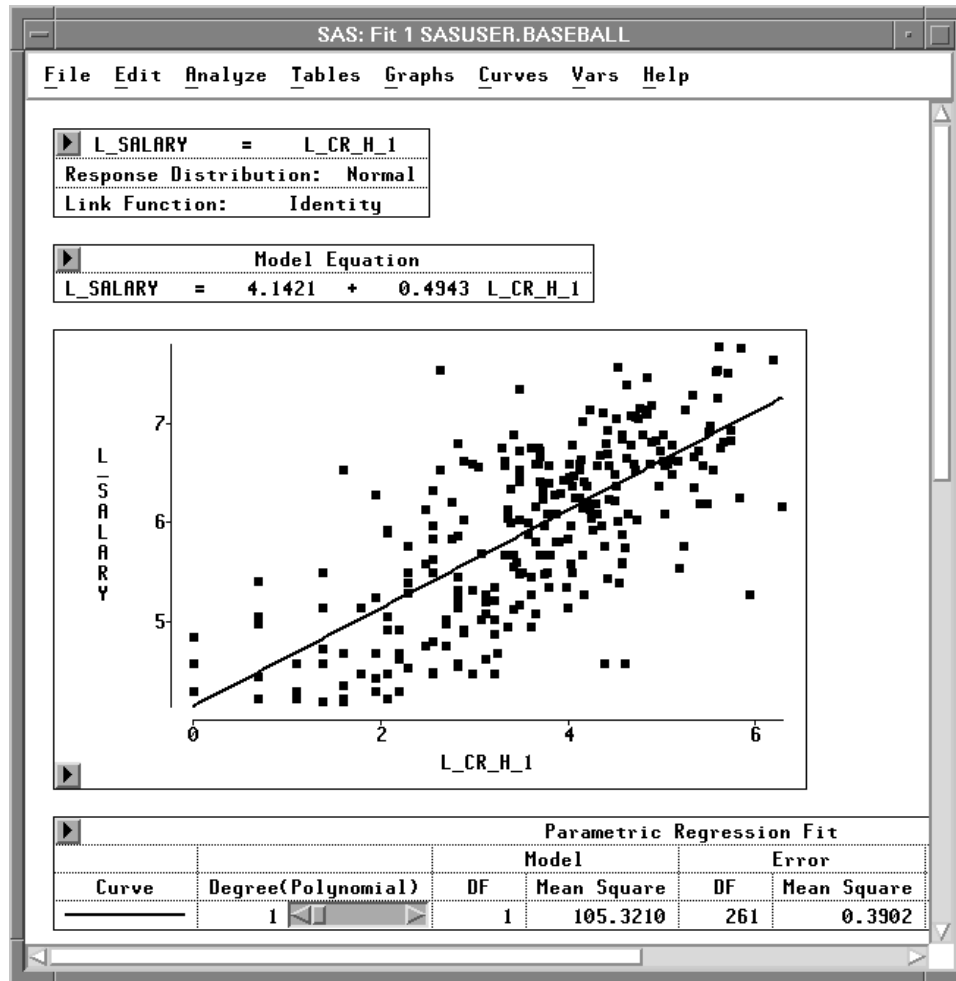 SAS: Fit 1 SASUSER.BASEBALL
File Edit Analyze Tables Graphs Curves Vars Help
L_SALARY = L_CR_H_1
Response Distribution: Normal
Link Function: Identity
Model Equation
L_SALARY = 4.1421 + 0.4943 L_CR_H_1
7
6
5
L_SALARY
0 2 4 6
L_CR_H_1
Parametric Regression Fit
Model Error
Curve Degree(Polynomial) DF Mean Square DF Mean Square
1 1 105.3210 261 0.3902